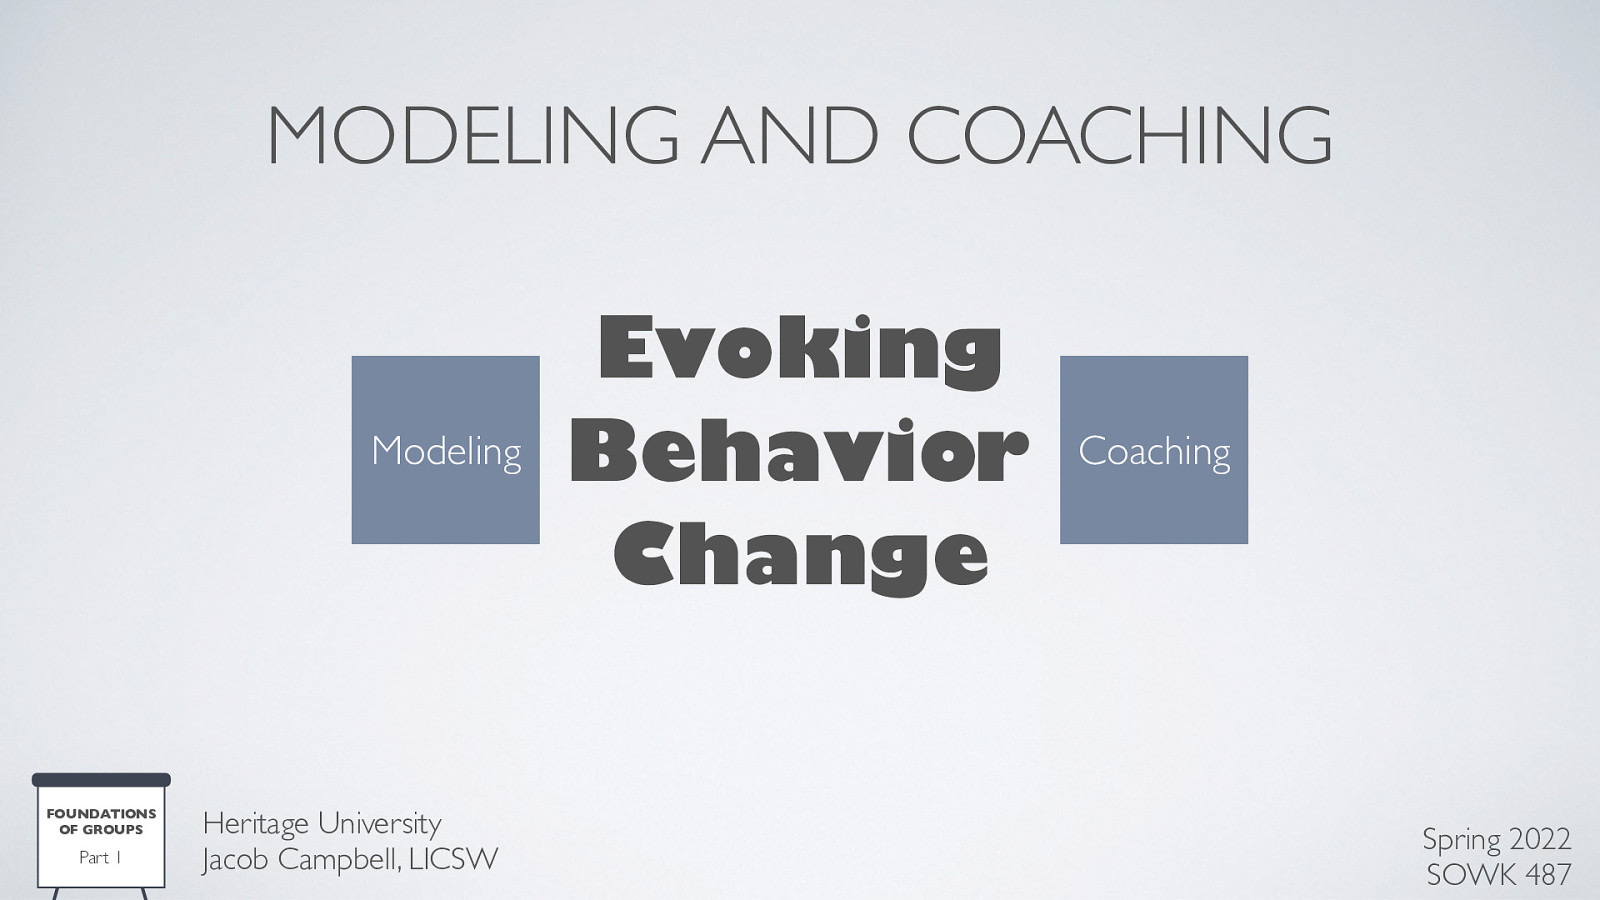 MODELING AND COACHING
Modeling
Evoking
Behavior
Change
Coaching
FOUNDATIONS
OF GROUPS
Part 1
Heritage University
Jacob Campbell, LICSW
Spring 2022
SOWK 487